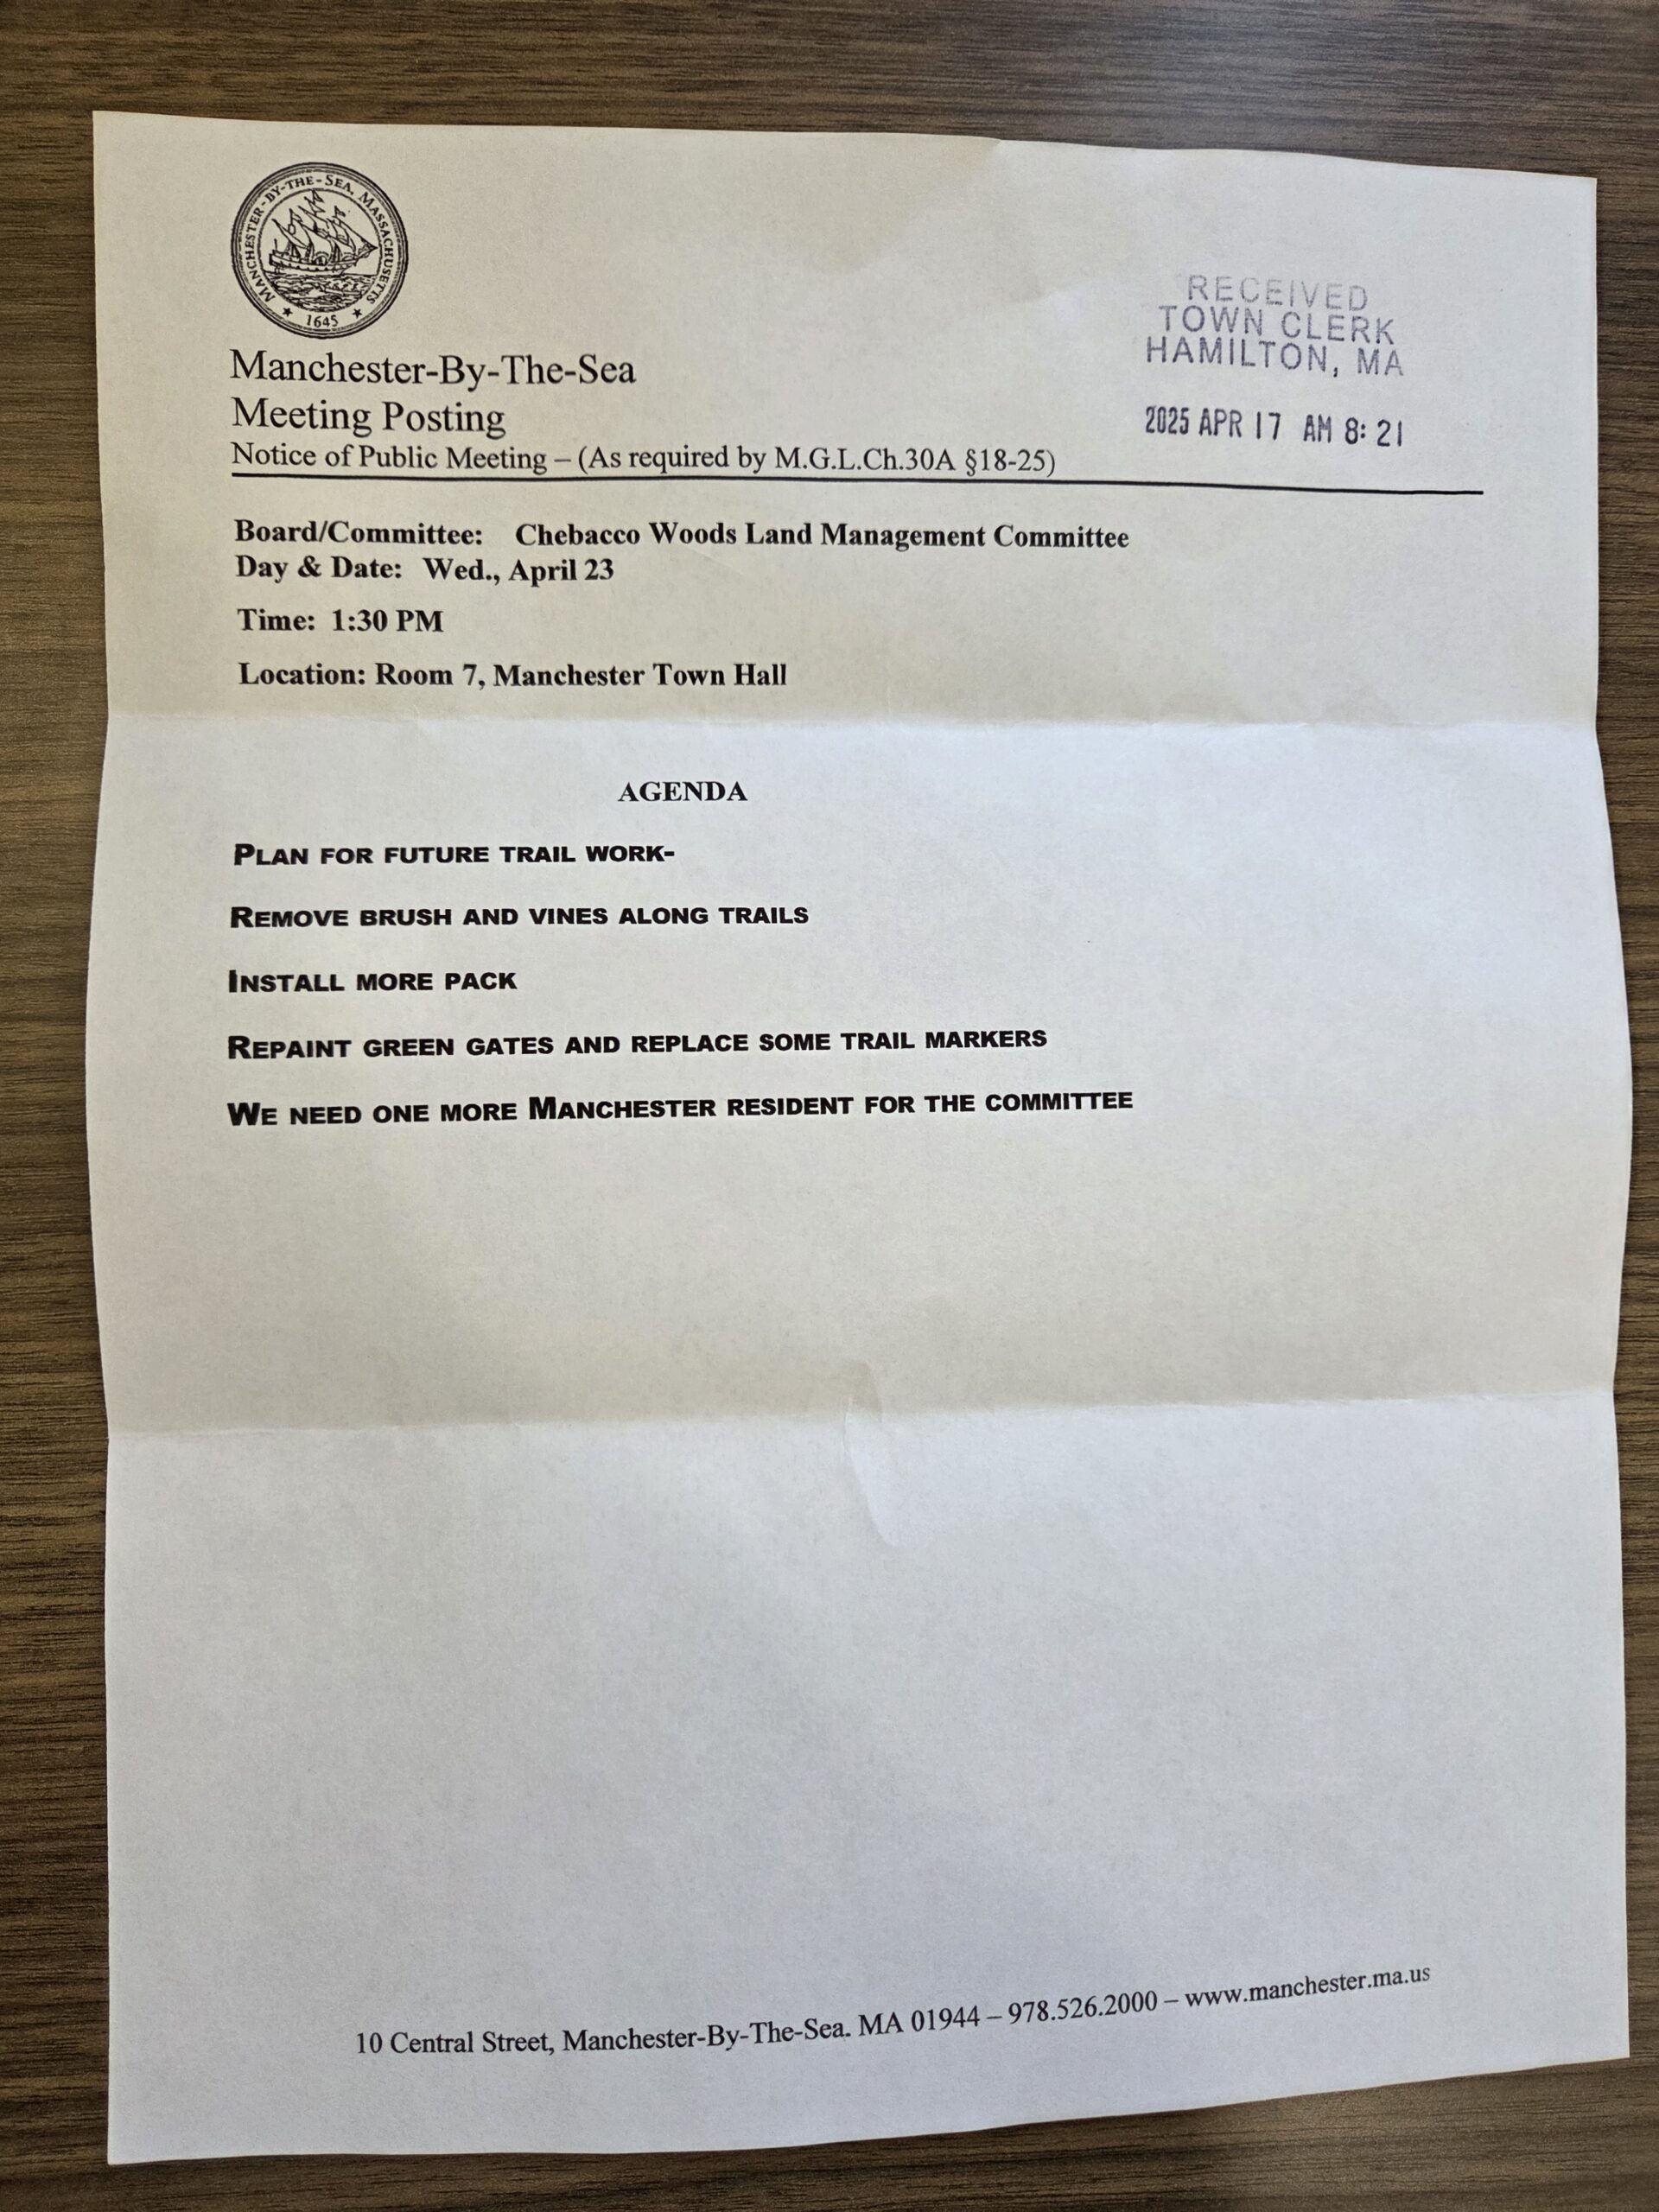 MANCHESTER-BY-THE-SEA, MASSACHUSETTS
★ 1645 ★
Manchester-By-The-Sea
Meeting Posting
Notice of Public Meeting – (As required by M.G.L.Ch.30A §18-25)
RECEIVED
TOWN CLERK
HAMILTON, MA
2025 APR 17 AM 8: 21
Board/Committee: Chebacco Woods Land Management Committee
Day & Date: Wed., April 23
Time: 1:30 PM
Location: Room 7, Manchester Town Hall
AGENDA
PLAN FOR FUTURE TRAIL WORK-
REMOVE BRUSH AND VINES ALONG TRAILS
INSTALL MORE PACK
REPAINT GREEN GATES AND REPLACE SOME TRAIL MARKERS
WE NEED ONE MORE MANCHESTER RESIDENT FOR THE COMMITTEE
10 Central Street, Manchester-By-The-Sea. MA 01944 – 978.526.2000 – www.manchester.ma.us